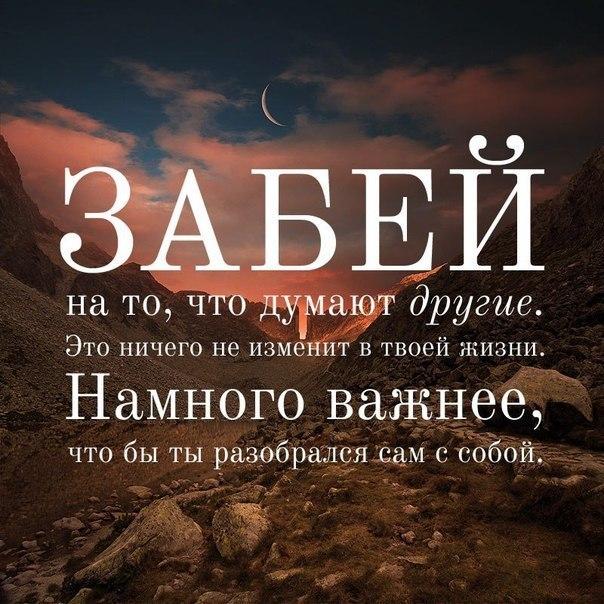 ЗАБЕЙ
на то, что думают другие.
Это ничего не изменит в твоей жизни.
Намного важнее,
что бы ты разобрался сам с собой.